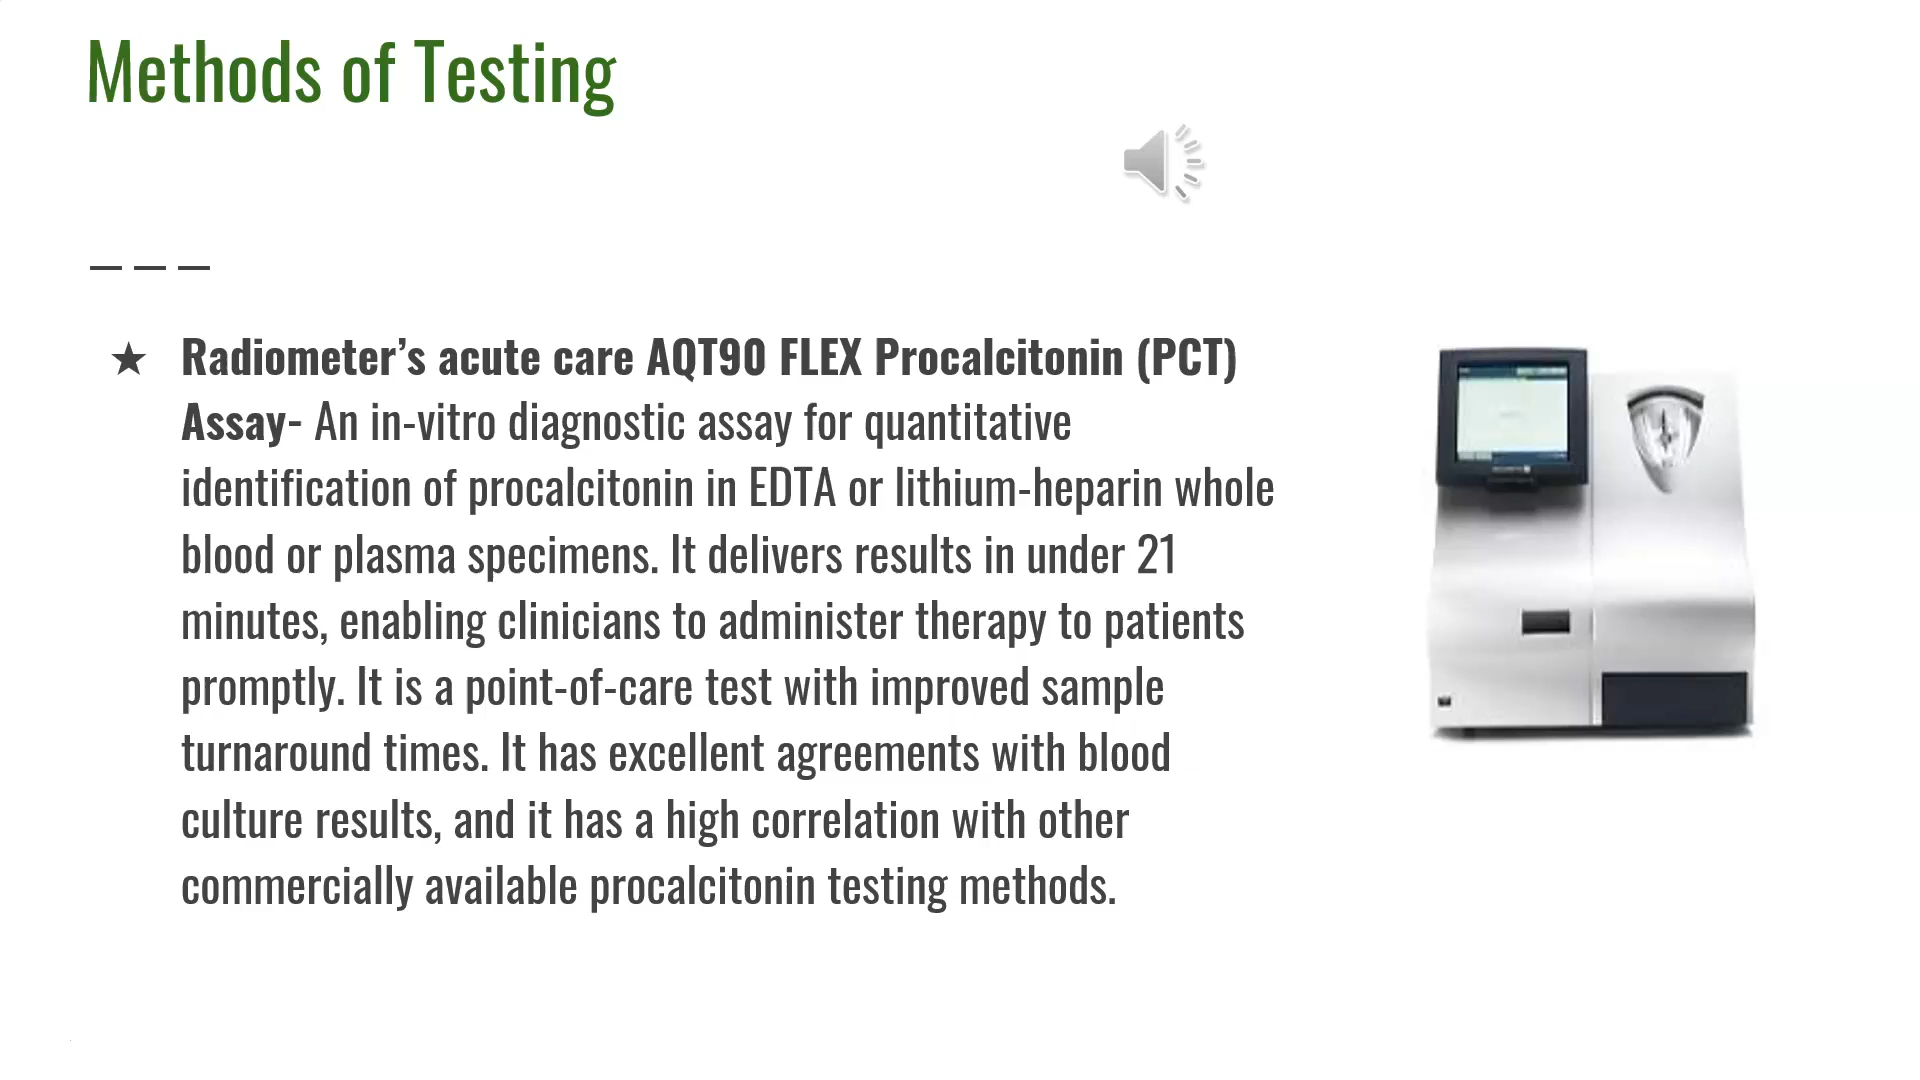 Methods of Testing
★ Radiometer’s acute care AQT90 FLEX Procalcitonin (PCT)
Assay- An in-vitro diagnostic assay for quantitative
identification of procalcitonin in EDTA or lithium-heparin whole
blood or plasma specimens. It delivers results in under 21
minutes, enabling clinicians to administer therapy to patients
promptly. It is a point-of-care test with improved sample
turnaround times. It has excellent agreements with blood
culture results, and it has a high correlation with other
commercially available procalcitonin testing methods.